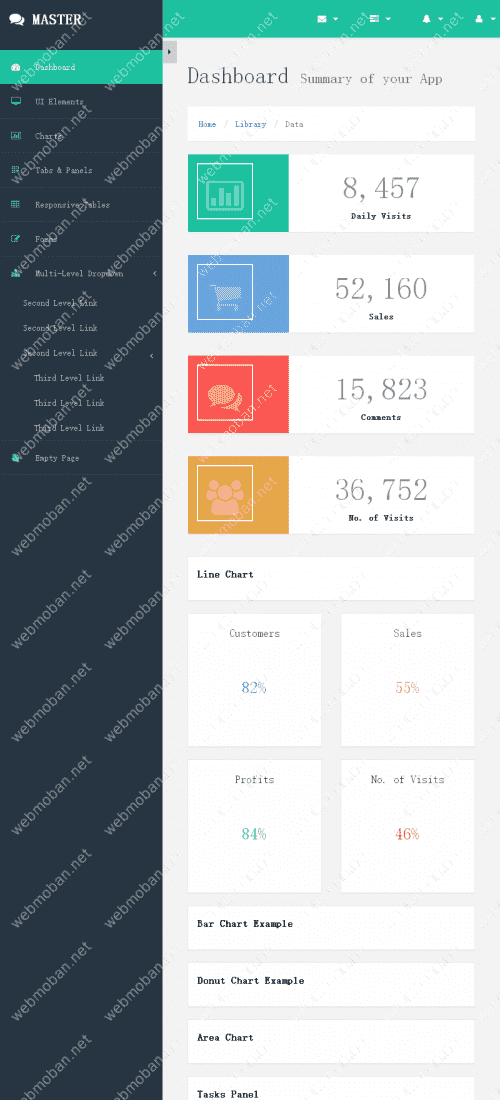 MASTER
Dashboard
UI Elements
Charts
Tabs & Panels
Responsive Tables
Forms
Multi-Level Dropdown
Second Level Link
Second Level Link
Second Level Link
Third Level Link
Third Level Link
Third Level Link
Empty Page
Dashboard Summary of your App
Home / Library / Data
8,457
Daily Visits
52,160
Sales
15,823
Comments
36,752
No. of Visits
Line Chart
Customers
82%
Sales
55%
Profits
84%
No. of Visits
46%
Bar Chart Example
Donut Chart Example
Area Chart
Tasks Panel
webmoban.net